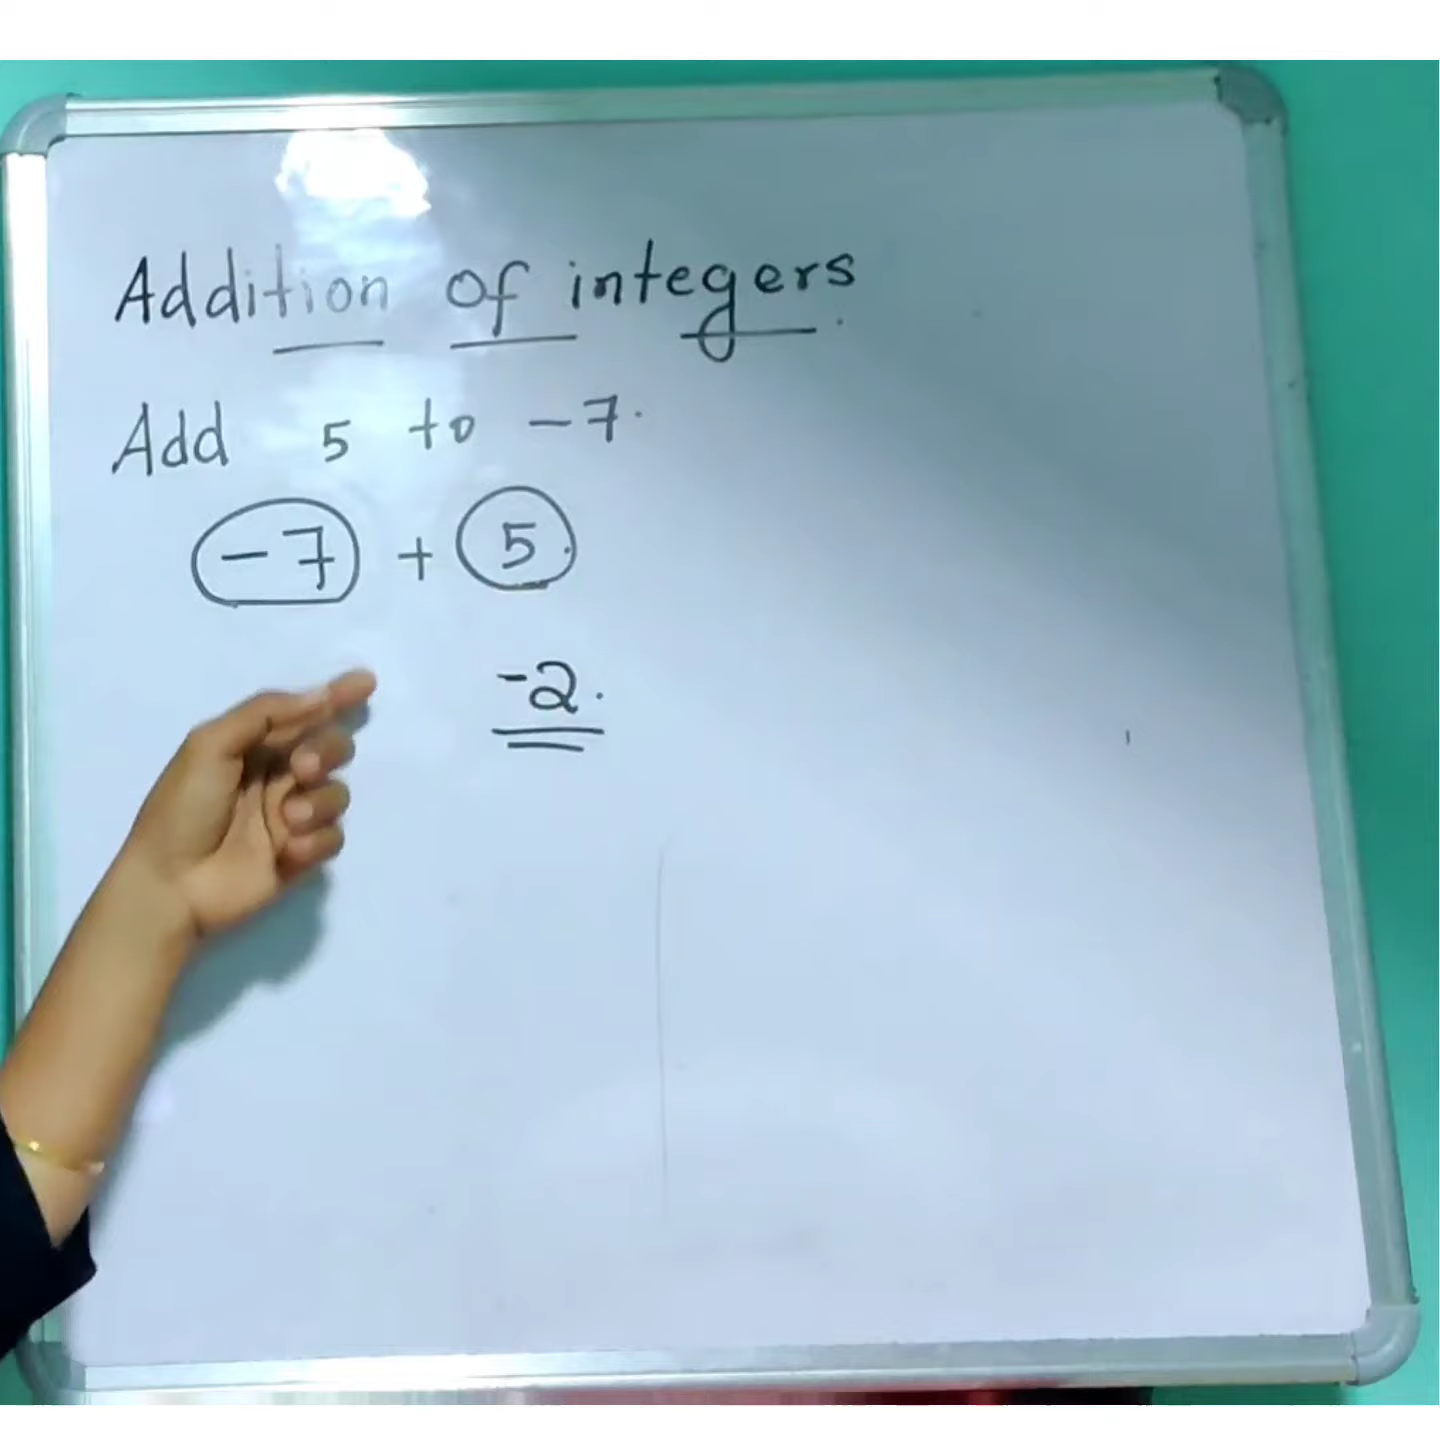 Addition of integers.
Add 5 to -7.
-7 + 5.
-2.